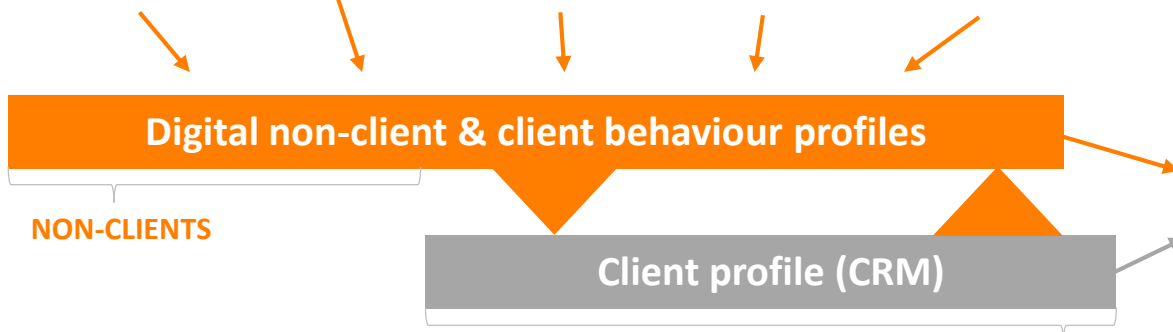 Digital non-client & client behaviour profiles
NON-CLIENTS
Client profile (CRM)